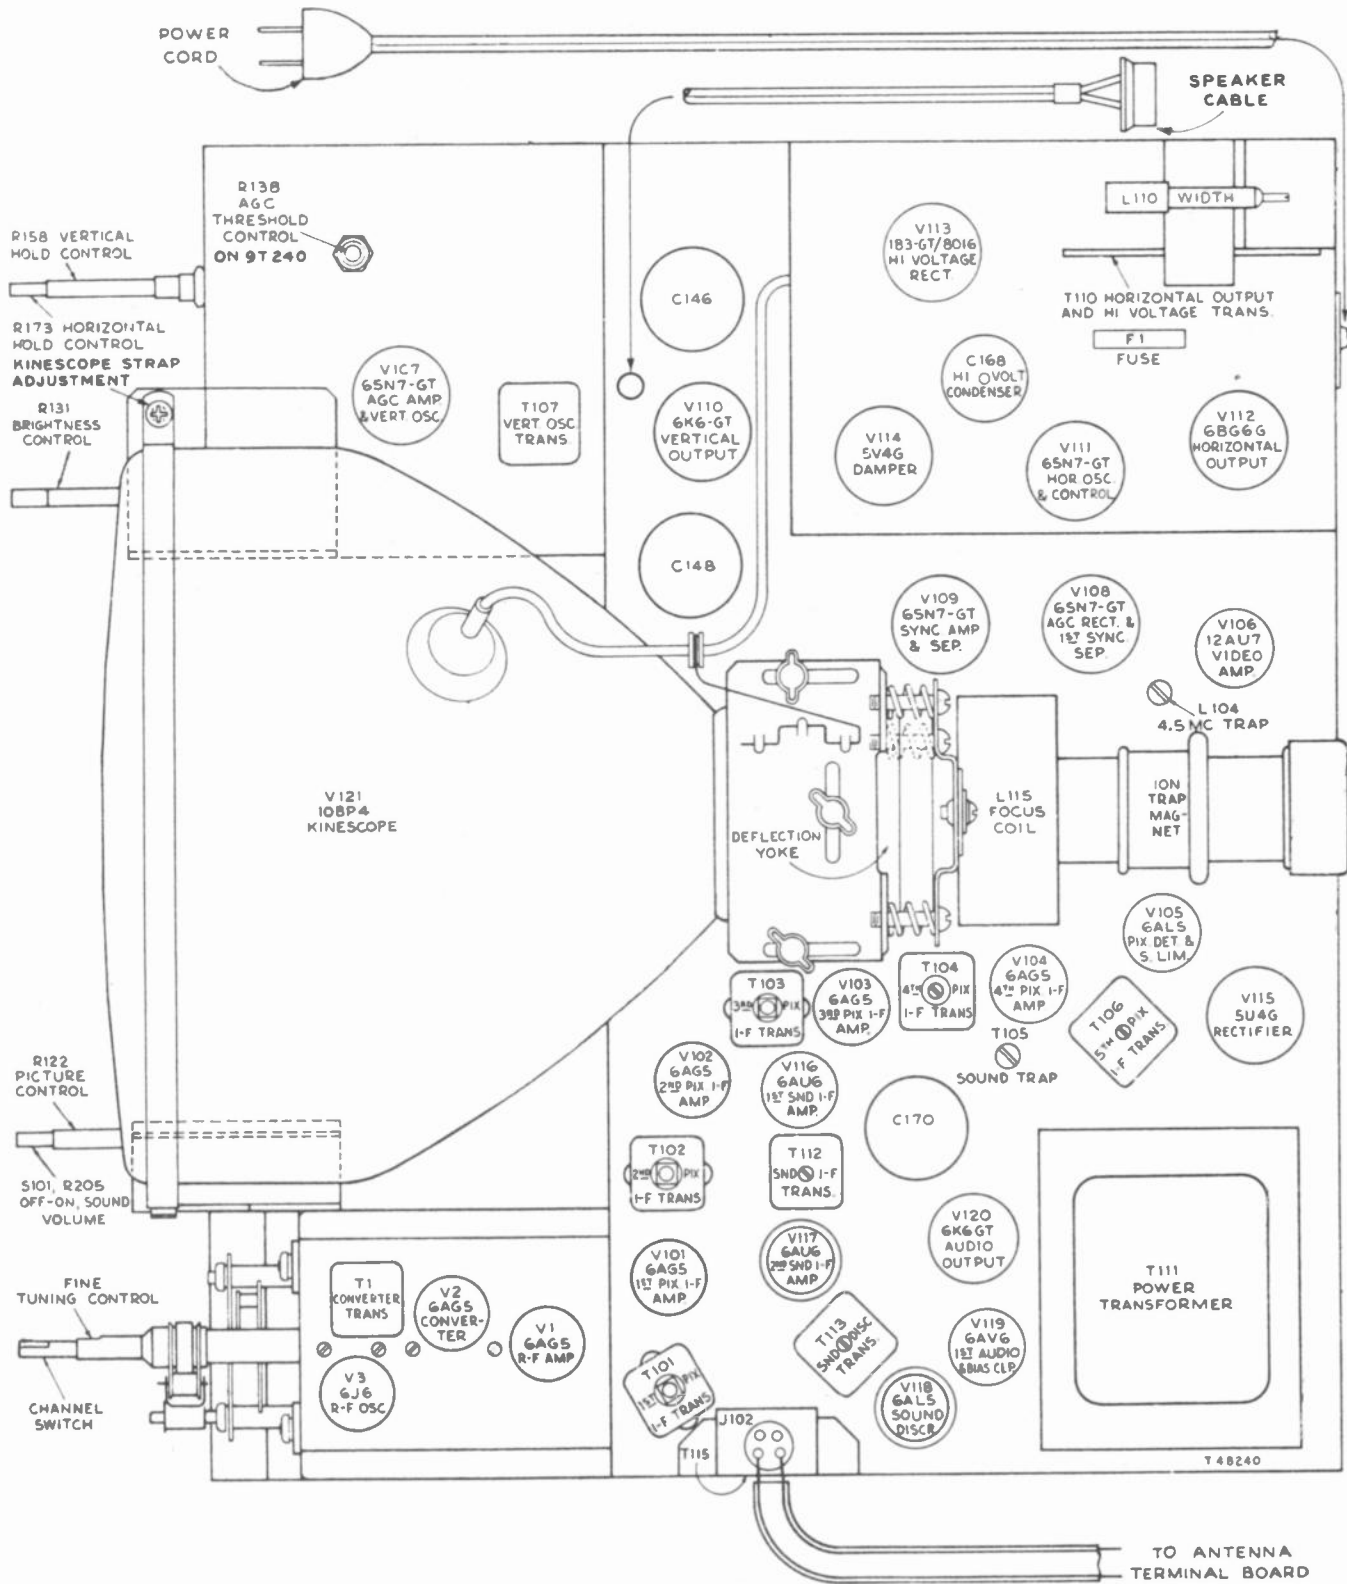 POWER
CORD
SPEAKER
CABLE
R138
AGC
THRESHOLD
CONTROL
ON 9T240
R158 VERTICAL
HOLD CONTROL
R173 HORIZONTAL
HOLD CONTROL
KINESCOPE STRAP
ADJUSTMENT
R131
BRIGHTNESS
CONTROL
V1C7
6SN7-GT
AGC AMP.
& VERT. OSC.
T107
VERT. OSC.
TRANS.
C146
V110
6K6-GT
VERTICAL
OUTPUT
C148
V113
1B3-GT/8016
HI VOLTAGE
RECT.
L110 WIDTH
T110 HORIZONTAL OUTPUT
AND HI VOLTAGE TRANS.
F1
FUSE
C168
HI VOLT
CONDENSER
V114
5V4G
DAMPER
V111
6SN7-GT
HOR. OSC.
& CONTROL
V112
6BG6G
HORIZONTAL
OUTPUT
V109
6SN7-GT
SYNC AMP
& SEP.
V108
6SN7-GT
AGC RECT. &
1ST SYNC.
SEP.
V106
12AU7
VIDEO
AMP.
L104
4.5 MC TRAP
V121
10BP4
KINESCOPE
DEFLECTION
YOKE
L115
FOCUS
COIL
ION
TRAP
MAG-
NET
V105
6AL5
PIX. DET. &
S. LIM.
T103
3RD PIX
I-F TRANS
V103
6AG5
3RD PIX I-F
AMP.
T104
4TH PIX
I-F TRANS
V104
6AG5
4TH PIX I-F
AMP
T105
SOUND TRAP
T106
5TH PIX
I-F TRANS
V115
5U4G
RECTIFIER
R122
PICTURE
CONTROL
S101, R205
OFF-ON, SOUND
VOLUME
V102
6AG5
2ND PIX I-F
AMP
V116
6AU6
1ST SND I-F
AMP.
C170
T102
2ND PIX
I-F TRANS
T112
SND I-F
TRANS.
V101
6AG5
1ST PIX I-F
AMP.
V117
6AU6
2ND SND I-F
AMP
V120
6K6GT
AUDIO
OUTPUT
T111
POWER
TRANSFORMER
FINE
TUNING CONTROL
CHANNEL
SWITCH
T1
CONVERTER
TRANS
V2
6AG5
CONVER-
TER
V1
6AG5
R-F AMP
V3
6J6
R-F OSC
T101
1ST PIX
I-F TRANS
T113
SND DISC
TRANS.
V119
6AV6
1ST AUDIO
& BIAS CLP.
V118
6AL5
SOUND
DISCR.
J102
T115
T48240
TO ANTENNA
TERMINAL BOARD